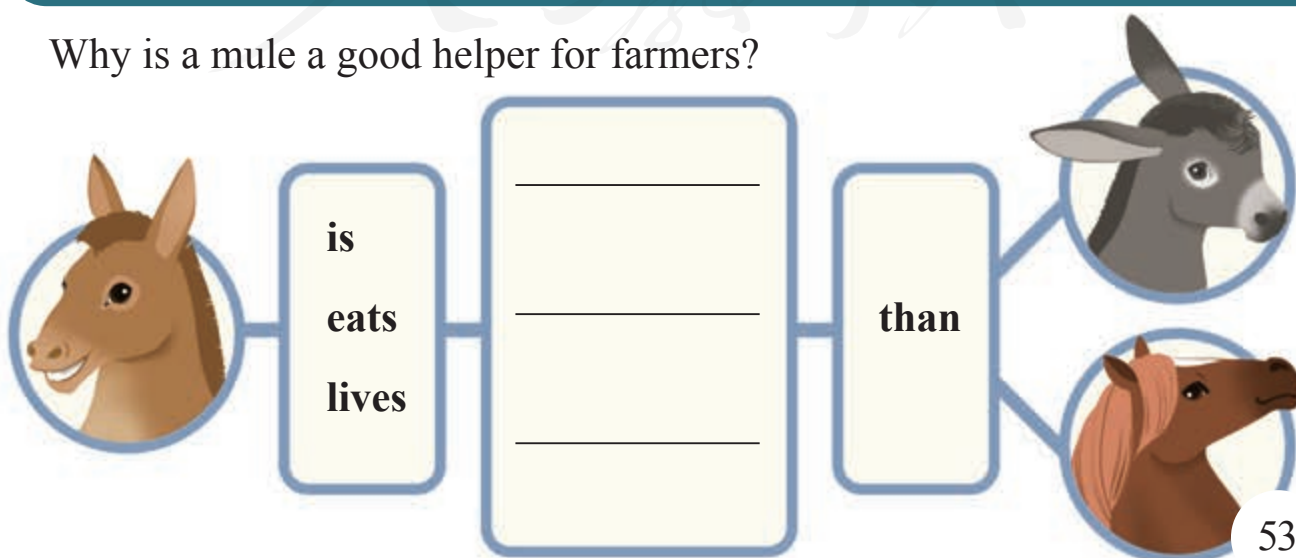 Why is a mule a good helper for farmers?
is
eats
lives
than
53